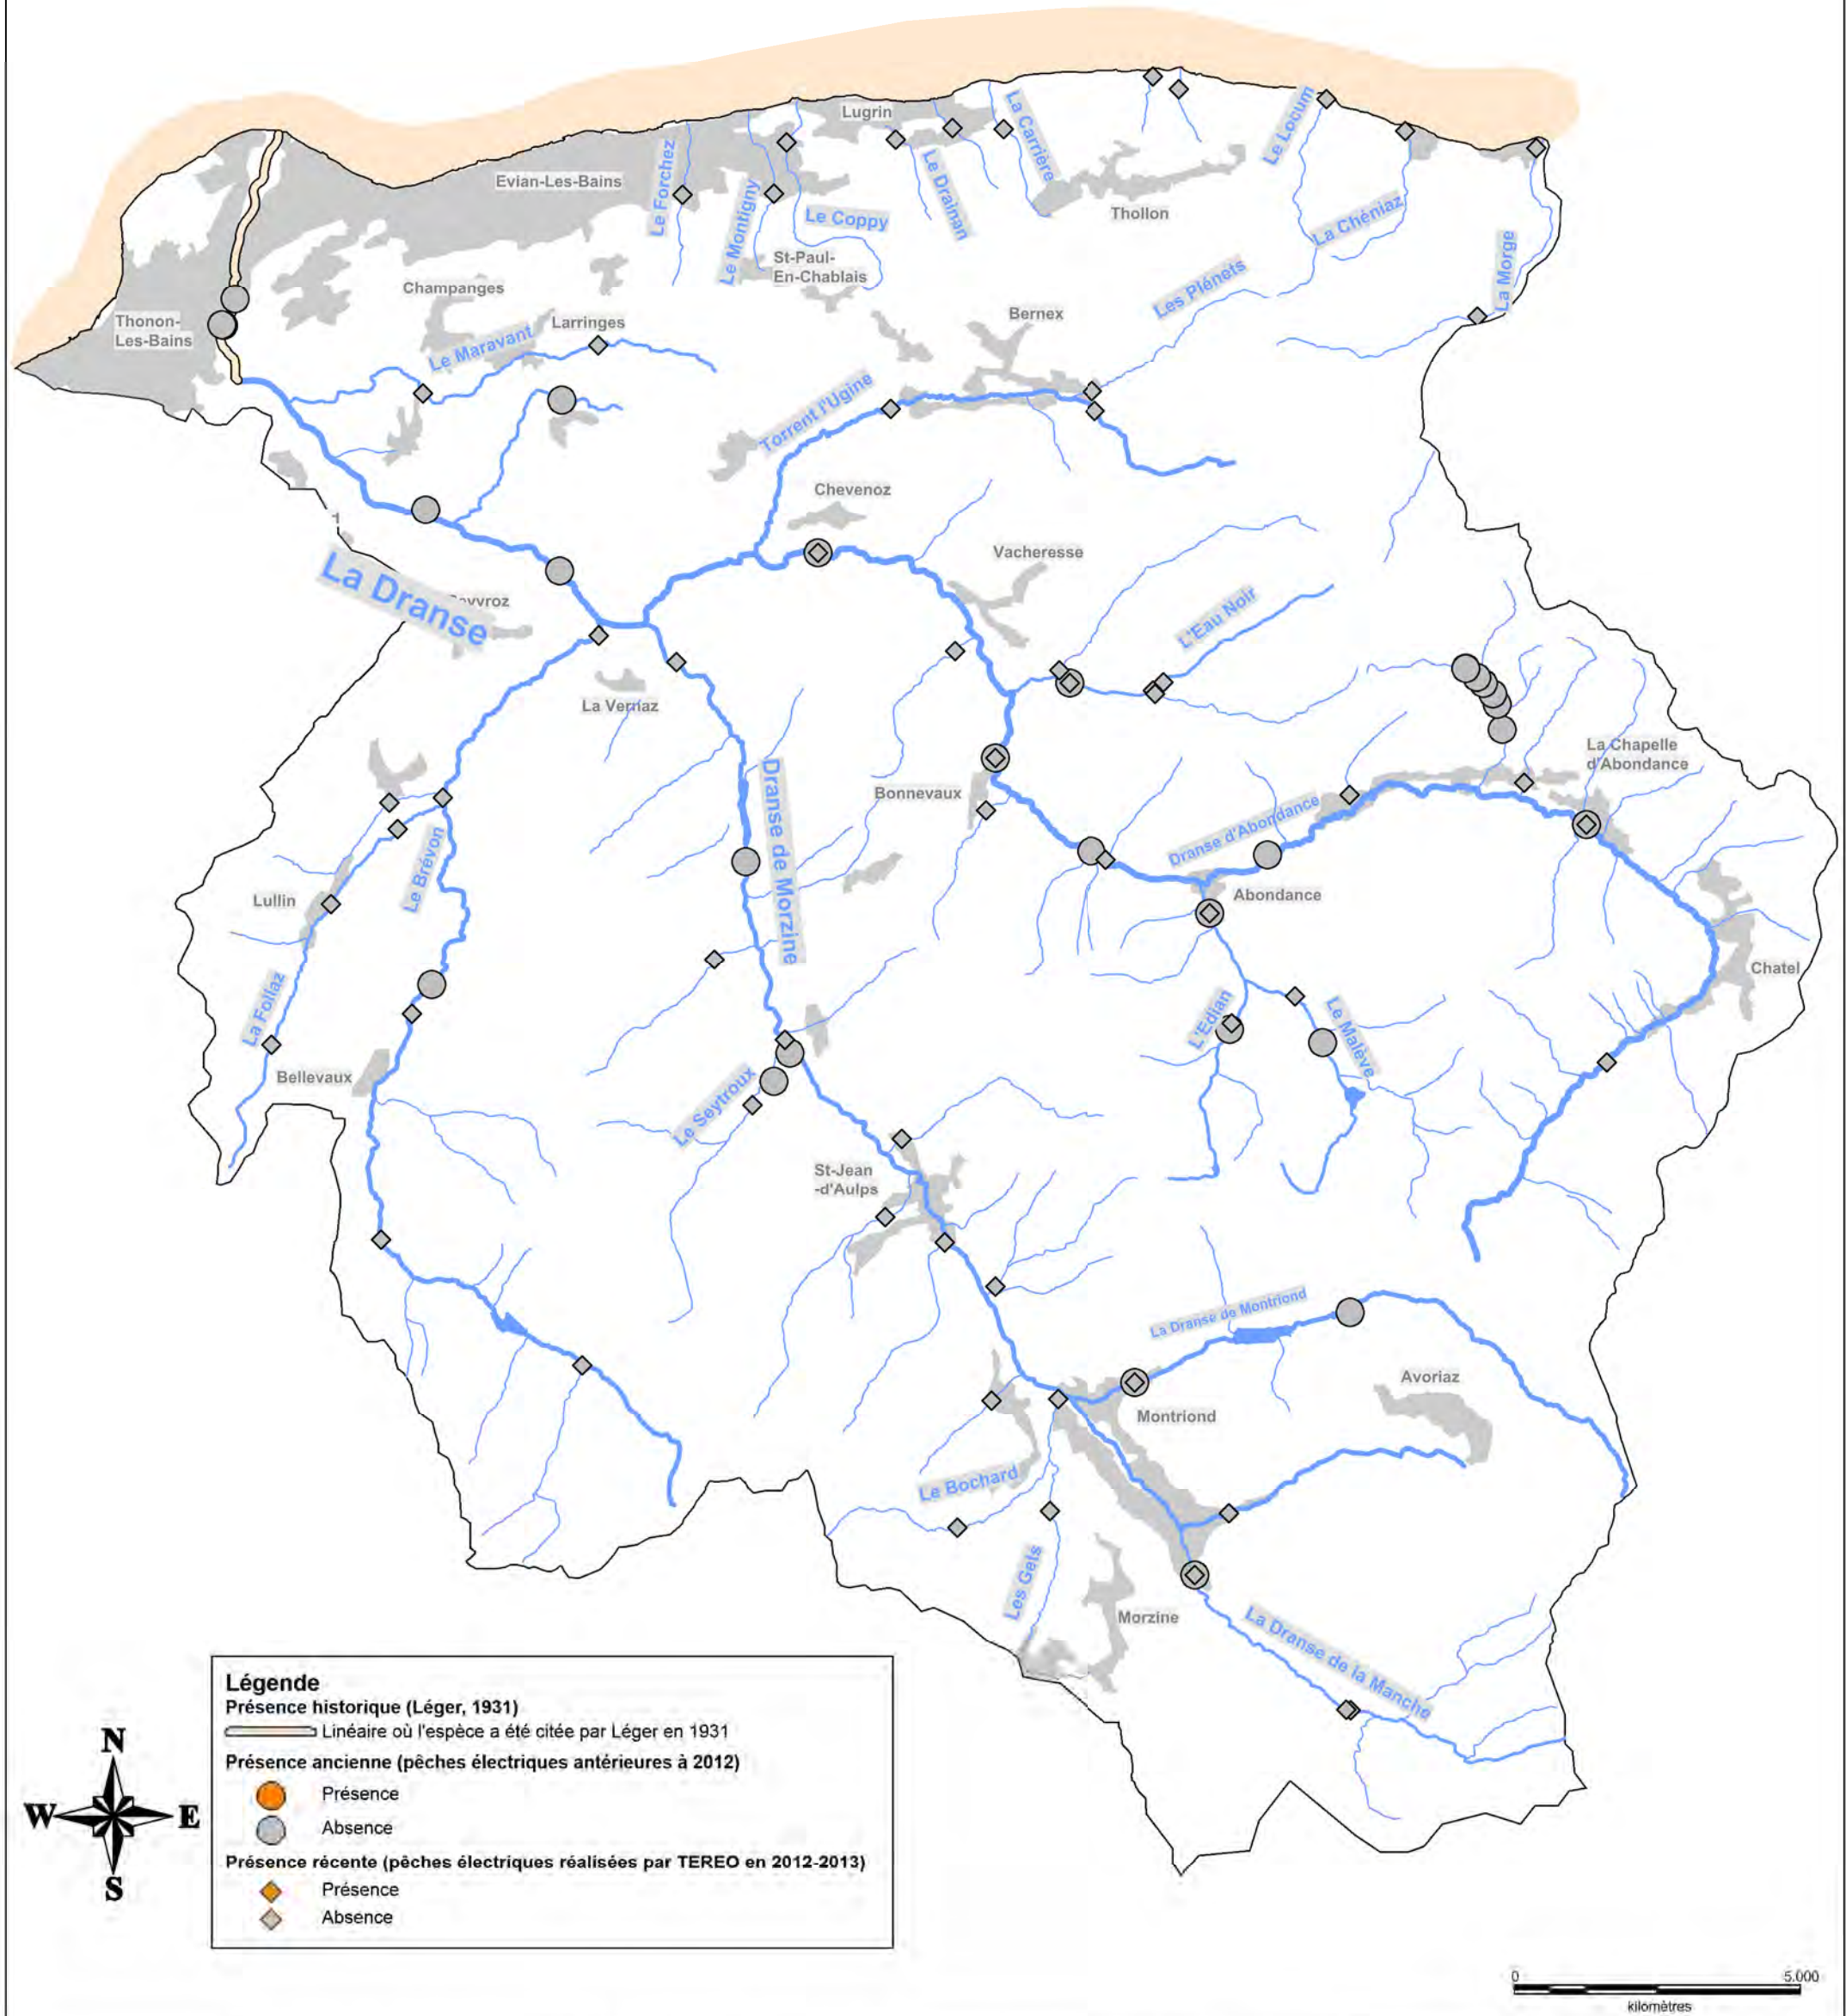 Lugrin
La Carrière
Le Locum
Evian-Les-Bains
Le Forchez
Le Montigny
Le Coppy
Le Drainan
Thollon
La Chéniaz
La Morge
St-Paul-
En-Chablais
Les Plénets
Champanges
Thonon-
Les-Bains
Larringes
Le Maravant
Bernex
Torrent l'Ugine
Chevenoz
Vacheresse
La Dranse
L'Eau Noir
La Vernaz
La Chapelle
d'Abondance
Bonnevaux
Dranse de Morzine
Dranse d'Abondance
Le Brévon
Lullin
Abondance
Chatel
La Follaz
L'Edian
Le Malève
Bellevaux
Le Seytroux
St-Jean
-d'Aulps
La Dranse de Montriond
Avoriaz
Montriond
Le Bochard
Les Gets
Morzine
La Dranse de la Manche
Légende
Présence historique (Léger, 1931)
Linéaire où l'espèce a été citée par Léger en 1931
Présence ancienne (pêches électriques antérieures à 2012)
Présence
Absence
Présence récente (pêches électriques réalisées par TEREO en 2012-2013)
Présence
Absence
N
W E
S
0 5.000
kilomètres